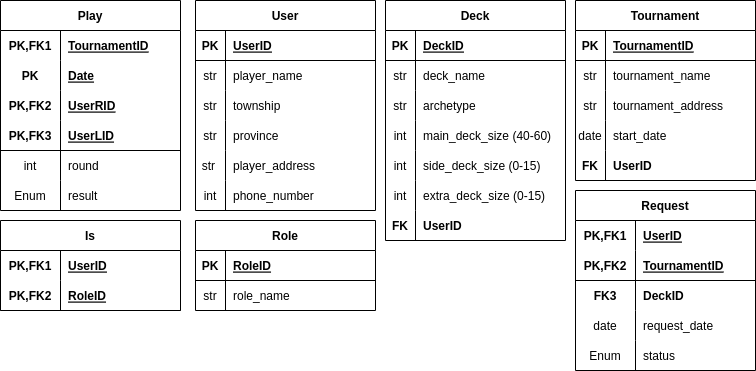 Play
PK,FK1 TournamentID
PK Date
PK,FK2 UserRID
PK,FK3 UserLID
int round
Enum result
User
PK UserID
str player_name
str township
str province
str player_address
int phone_number
Deck
PK DeckID
str deck_name
str archetype
int main_deck_size (40-60)
int side_deck_size (0-15)
int extra_deck_size (0-15)
FK UserID
Tournament
PK TournamentID
str tournament_name
str tournament_address
date start_date
FK UserID
Is
PK,FK1 UserID
PK,FK2 RoleID
Role
PK RoleID
str role_name
Request
PK,FK1 UserID
PK,FK2 TournamentID
FK3 DeckID
date request_date
Enum status